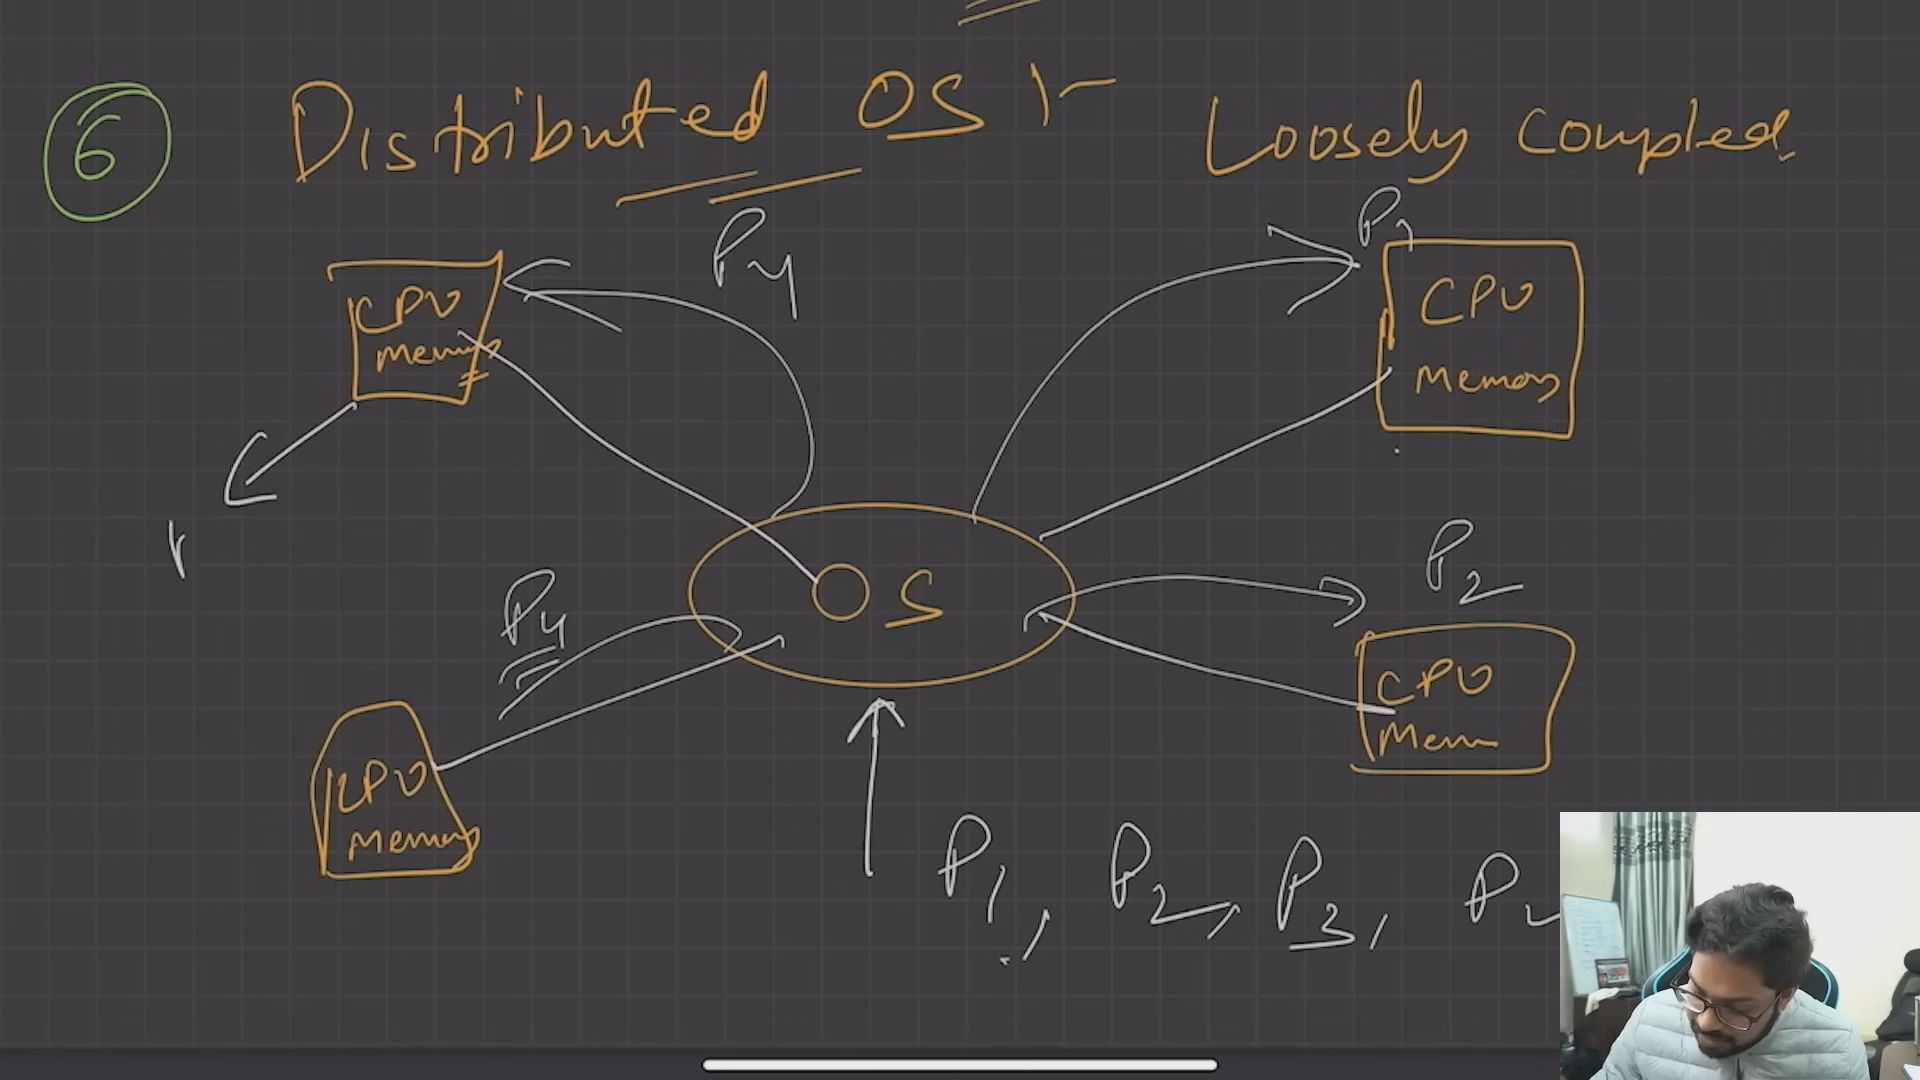 6 Distributed OS :- Loosely Coupled.
P1
P4
CPU
Memory
CPU
Memory
P2
P4
OS
CPU
Mem
CPU
Memory
P1, P2, P3, P